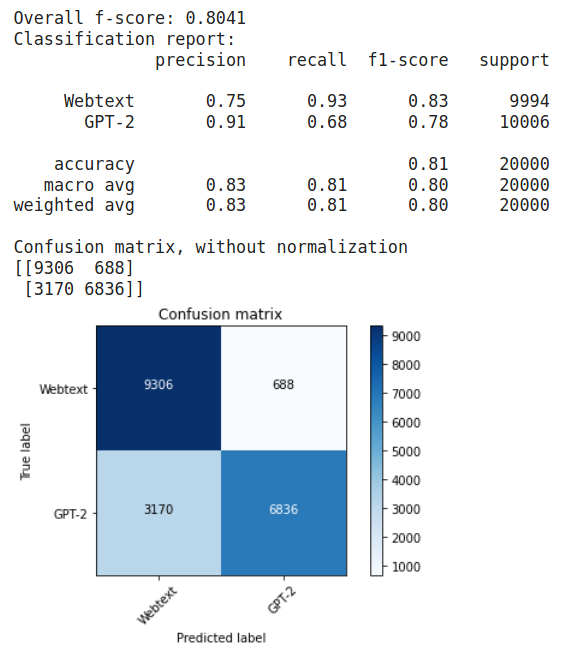 Overall f-score: 0.8041
Classification report:
precision recall f1-score support
Webtext 0.75 0.93 0.83 9994
GPT-2 0.91 0.68 0.78 10006
accuracy 0.81 20000
macro avg 0.83 0.81 0.80 20000
weighted avg 0.83 0.81 0.80 20000
Confusion matrix, without normalization
[[9306 688]
[3170 6836]]
Confusion matrix
True label
Webtext 9306 688
GPT-2 3170 6836
Webtext GPT-2
Predicted label
9000
8000
7000
6000
5000
4000
3000
2000
1000